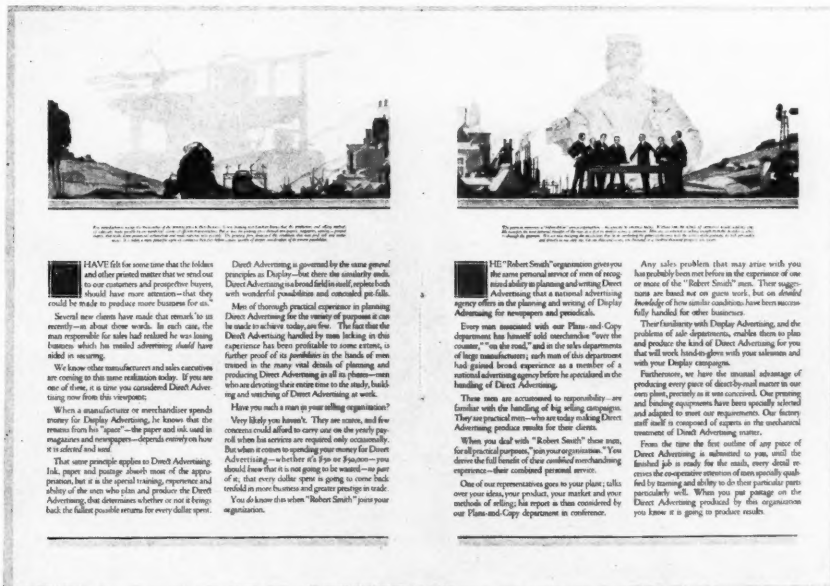 HAVE felt for some time that the folders
and other printed matter that we send out
to our customers and prospective buyers,
should have more attention—that they
could be made to produce more business for us."
Several new clients have made that remark to us
recently—in about those words. In each case, the
man responsible for sales had realized he was losing
business which his mailed advertising should have
aided in securing.
We know other manufacturers and sales executives
are coming to this same realization today. If you are
one of these, it is time you considered Direct Adver-
tising now from this viewpoint;
When a manufacturer or merchandiser spends
money for Display Advertising, he knows that the
returns from his "space"—the paper and ink used in
magazines and newspapers—depends entirely on how
it is selected and used.
That same principle applies to Direct Advertising.
Ink, paper and postage absorb most of the appro-
priation, but it is the special training, experience and
ability of the men who plan and produce the Direct
Advertising, that determines whether or not it brings
back the fullest possible returns for every dollar spent.
Direct Advertising is governed by the same general
principles as Display—but there the similarity ends.
Direct Advertising is a broad field in itself, replete both
with wonderful possibilities and concealed pit-falls.
Men of thorough practical experience in planning
Direct Advertising for the variety of purposes it can
be made to achieve today, are few. The fact that the
Direct Advertising handled by men lacking in this
experience has been profitable to some extent, is
further proof of its possibilities in the hands of men
trained in the many vital details of planning and
producing Direct Advertising in all its phases—men
who are devoting their entire time to the study, build-
ing and watching of Direct Advertising at work.
Have you such a man in your selling organization?
Very likely you haven't. They are scarce, and few
concerns could afford to carry one on the yearly pay-
roll when his services are required only occasionally.
But when it comes to spending your money for Direct
Advertising—whether it's $50 or $50,000—you
should know that it is not going to be wasted—no part
of it; that every dollar spent is going to come back
tenfold in more business and greater prestige in trade.
You do know this when "Robert Smith" joins your
organization.
THE "Robert Smith" organization gives you
the same personal service of men of recog-
nized ability in planning and writing Direct
Advertising that a national advertising
agency offers in the planning and writing of Display
Advertising for newspapers and periodicals.
Every man associated with our Plans-and-Copy
department has himself sold merchandise "over the
counter," "on the road," and in the sales departments
of large manufacturers; each man of this department
had gained broad experience as a member of a
national advertising agency before he specialized in the
handling of Direct Advertising.
These men are accustomed to responsibility—are
familiar with the handling of big selling campaigns.
They are practical men—who are today making Direct
Advertising produce results for their clients.
When you deal with "Robert Smith" these men,
for all practical purposes, "join your organization." You
derive the full benefit of their combined merchandising
experience—their combined personal service.
One of our representatives goes to your plant; talks
over your ideas, your product, your market and your
methods of selling; his report is then considered by
our Plans-and-Copy department in conference.
Any sales problem that may arise with you
has probably been met before in the experience of one
or more of the "Robert Smith" men. Their sugges-
tions are based not on guess work, but on detailed
knowledge of how similar conditions have been success-
fully handled for other businesses.
Their familiarity with Display Advertising, and the
problems of sale departments, enables them to plan
and produce the kind of Direct Advertising for you
that will work hand-in-glove with your salesmen and
with your Display campaigns.
Furthermore, we have the unusual advantage of
producing every piece of direct-by-mail matter in our
own plant, precisely as it was conceived. Our printing
and binding equipments have been specially selected
and adapted to meet our requirements. Our factory
staff itself is composed of experts in the mechanical
treatment of Direct Advertising matter.
From the time the first outline of any piece of
Direct Advertising is submitted to you, until the
finished job is ready for the mails, every detail re-
ceives the co-operative attention of men specially quali-
fied by training and ability to do their particular parts
particularly well. When you put postage on the
Direct Advertising produced by this organization
you know it is going to produce results.